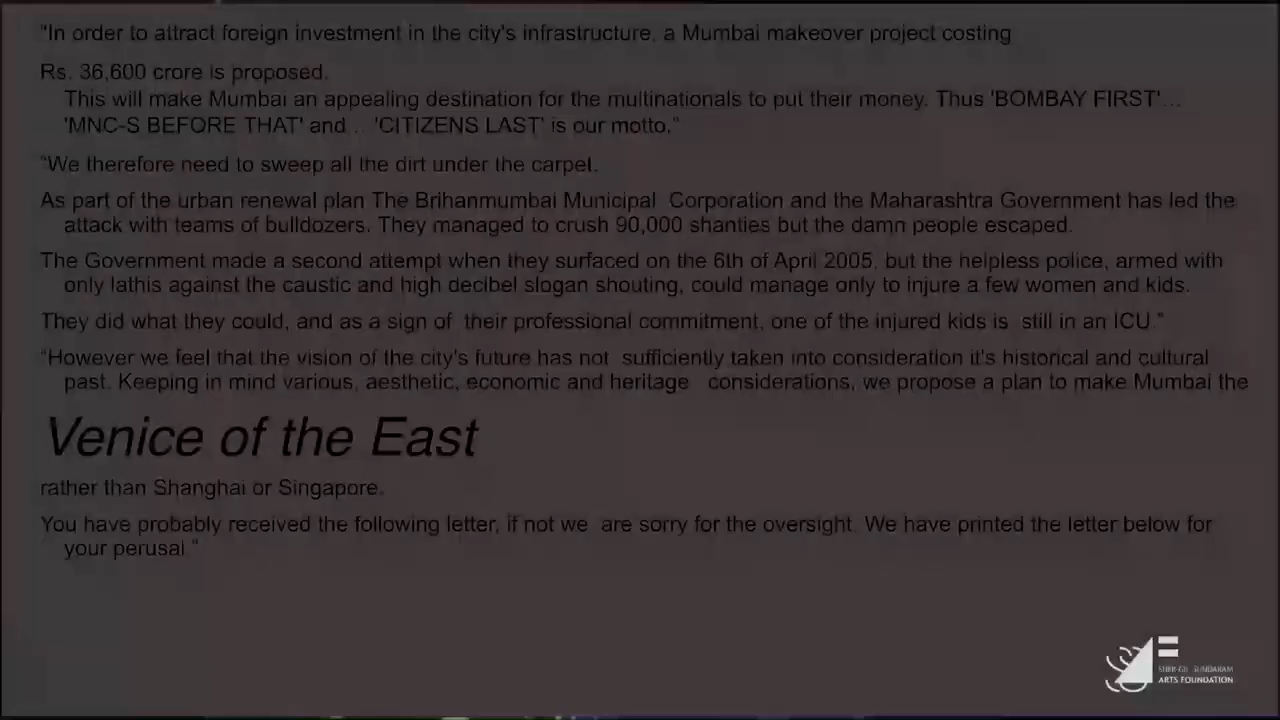 "In order to attract foreign investment in the city's infrastructure, a Mumbai makeover project costing
Rs. 36,600 crore is proposed.
This will make Mumbai an appealing destination for the multinationals to put their money. Thus 'BOMBAY FIRST'...
'MNC-S BEFORE THAT' and ... 'CITIZENS LAST' is our motto."
"We therefore need to sweep all the dirt under the carpet.
As part of the urban renewal plan The Brihanmumbai Municipal Corporation and the Maharashtra Government has led the
attack with teams of bulldozers. They managed to crush 90,000 shanties but the damn people escaped.
The Government made a second attempt when they surfaced on the 6th of April 2005, but the helpless police, armed with
only lathis against the caustic and high decibel slogan shouting, could manage only to injure a few women and kids.
They did what they could, and as a sign of their professional commitment, one of the injured kids is still in an ICU."
"However we feel that the vision of the city's future has not sufficiently taken into consideration it's historical and cultural
past. Keeping in mind various, aesthetic, economic and heritage considerations, we propose a plan to make Mumbai the
Venice of the East
rather than Shanghai or Singapore.
You have probably received the following letter, if not we are sorry for the oversight. We have printed the letter below for
your perusal."
SHER-GIL SUNDARAM
ARTS FOUNDATION